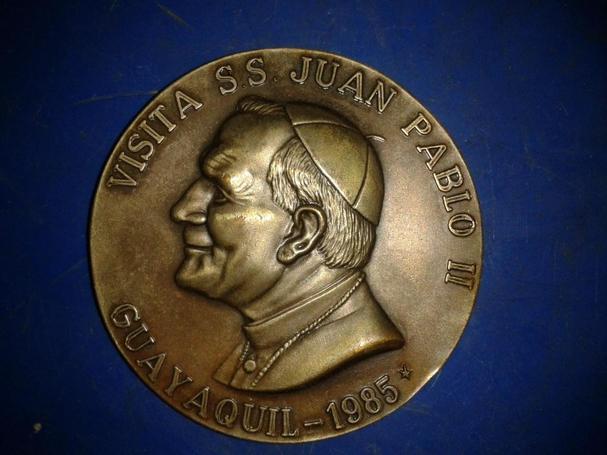 VISITA S.S. JUAN PABLO II
GUAYAQUIL - 1985